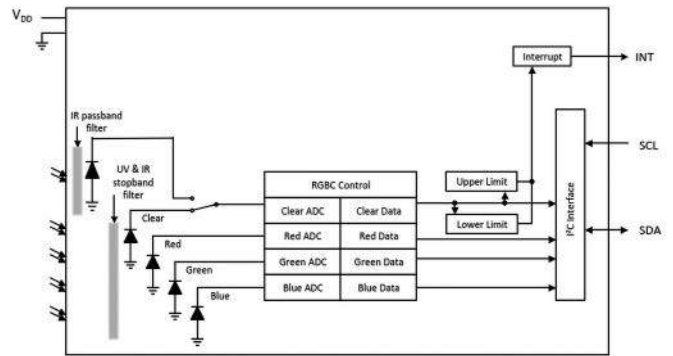 VDD
Interrupt
INT
IR passband
filter
SCL
UV & IR
stopband
filter
RGBC Control
Upper Limit
Clear
Clear ADC
Clear Data
Lower Limit
I²C Interface
SDA
Red
Red ADC
Red Data
Green
Green ADC
Green Data
Blue
Blue ADC
Blue Data